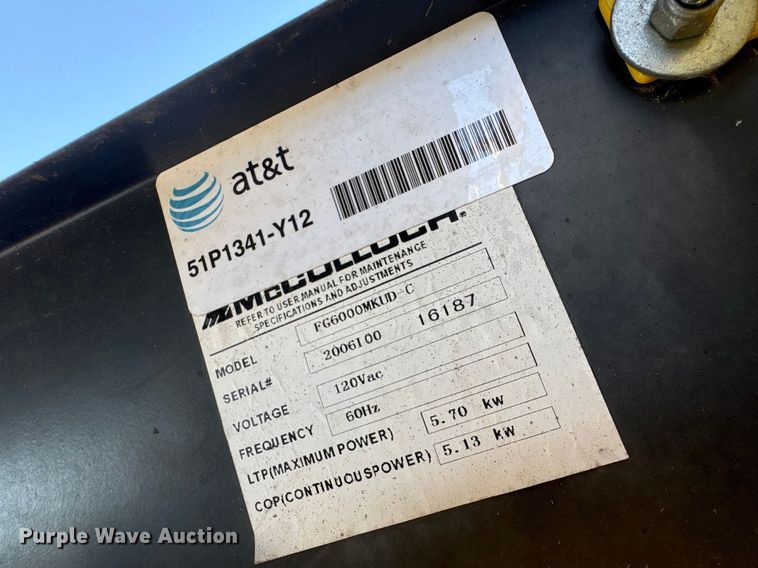 at&t
51P1341-Y12
McCULLOCH®
REFER TO USER MANUAL FOR MAINTENANCE
SPECIFICATIONS AND ADJUSTMENTS
MODEL FG6000MKUD-C
SERIAL# 2006I00 16187
VOLTAGE 120Vac
FREQUENCY 60Hz
LTP(MAXIMUM POWER) 5.70 kw
COP(CONTINUOUSPOWER) 5.13 kw
Purple Wave Auction